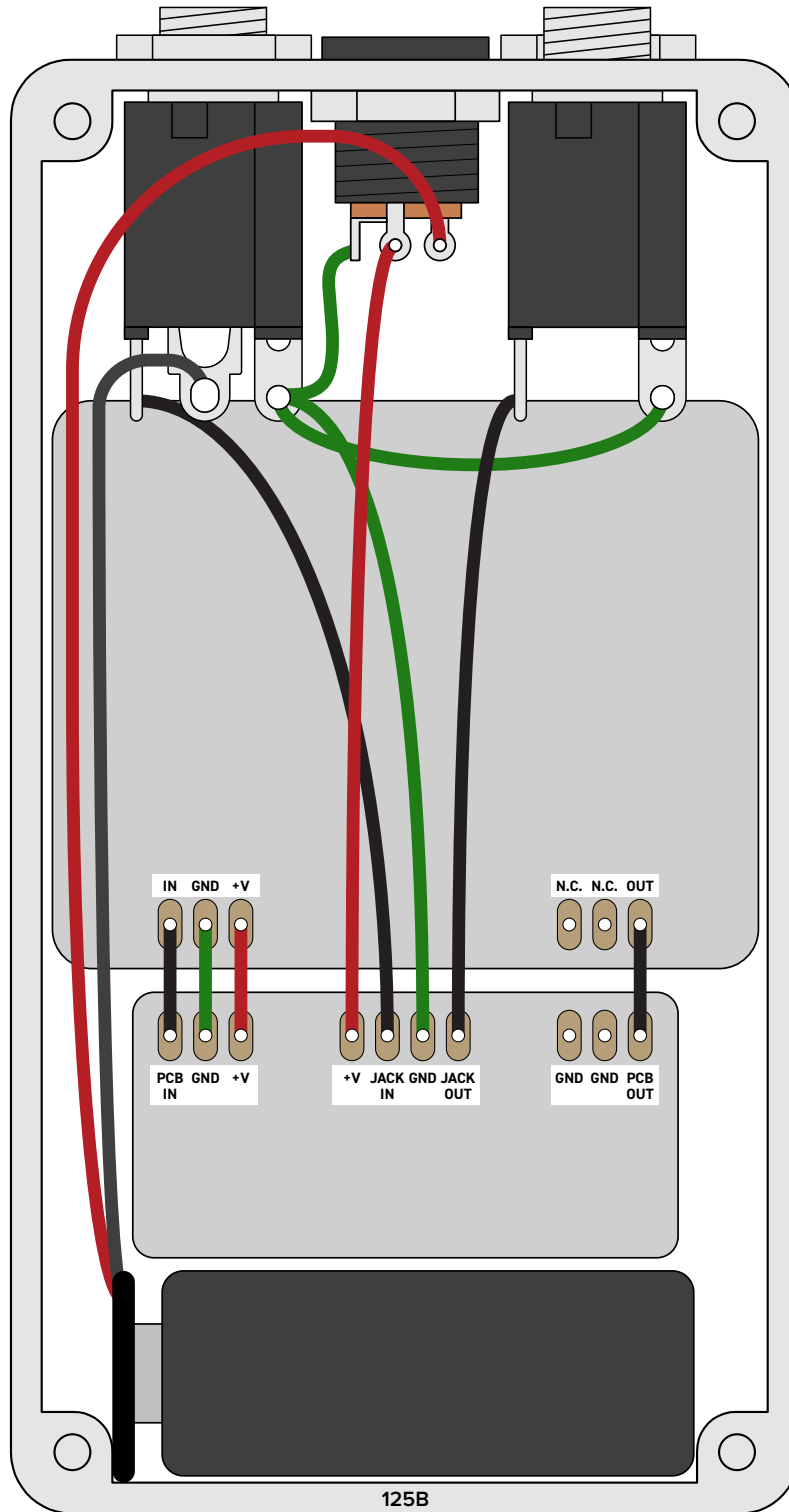 IN GND +V
N.C. N.C. OUT
PCB IN GND +V
+V JACK IN GND JACK OUT
GND GND PCB OUT
125B